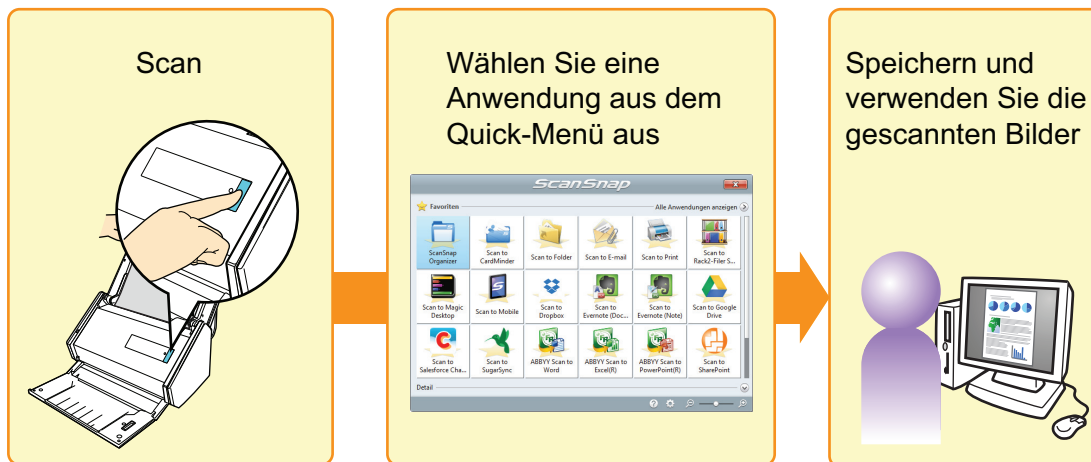 Scan
Wählen Sie eine
Anwendung aus dem
Quick-Menü aus
ScanSnap
Favoriten
Alle Anwendungen anzeigen
ScanSnap
Organizer
Scan to
CardMinder
Scan to Folder
Scan to E-mail
Scan to Print
Scan to
Rack2-Filer S...
Scan to Magic
Desktop
Scan to Mobile
Scan to
Dropbox
Scan to
Evernote (Doc...
Scan to
Evernote (Note)
Scan to Google
Drive
Scan to
Salesforce Cha...
Scan to
SugarSync
ABBYY Scan to
Word
ABBYY Scan to
Excel(R)
ABBYY Scan to
PowerPoint(R)
Scan to
SharePoint
Detail
Speichern und
verwenden Sie die
gescannten Bilder